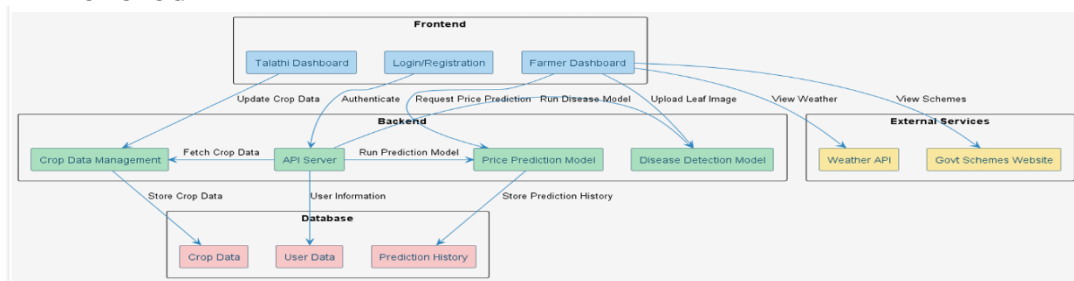 Frontend
Talathi Dashboard
Login/Registration
Farmer Dashboard
Update Crop Data
Authenticate
Request Price Prediction
Run Disease Model
Upload Leaf Image
View Weather
View Schemes
Backend
External Services
Crop Data Management
Fetch Crop Data
API Server
Run Prediction Model
Price Prediction Model
Disease Detection Model
Weather API
Govt Schemes Website
Store Crop Data
User Information
Store Prediction History
Database
Crop Data
User Data
Prediction History